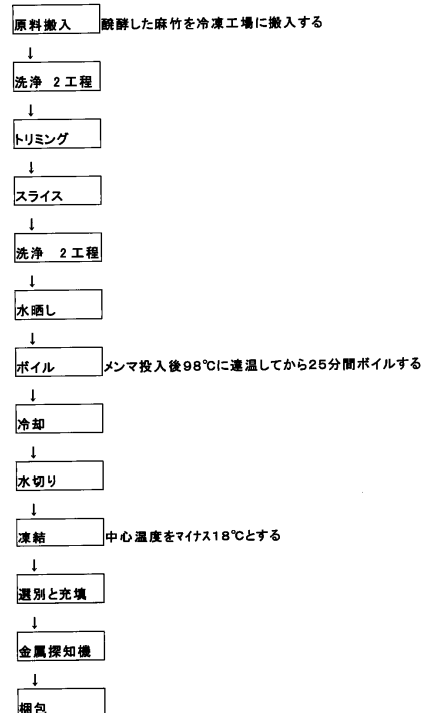 原料搬入 醗酵した麻竹を冷凍工場に搬入する
↓
洗浄 2工程
↓
トリミング
↓
スライス
↓
洗浄 2工程
↓
水晒し
↓
ボイル メンマ投入後98℃に達温してから25分間ボイルする
↓
冷却
↓
水切り
↓
凍結 中心温度をマイナス18℃とする
↓
選別と充填
↓
金属探知機
↓
梱包